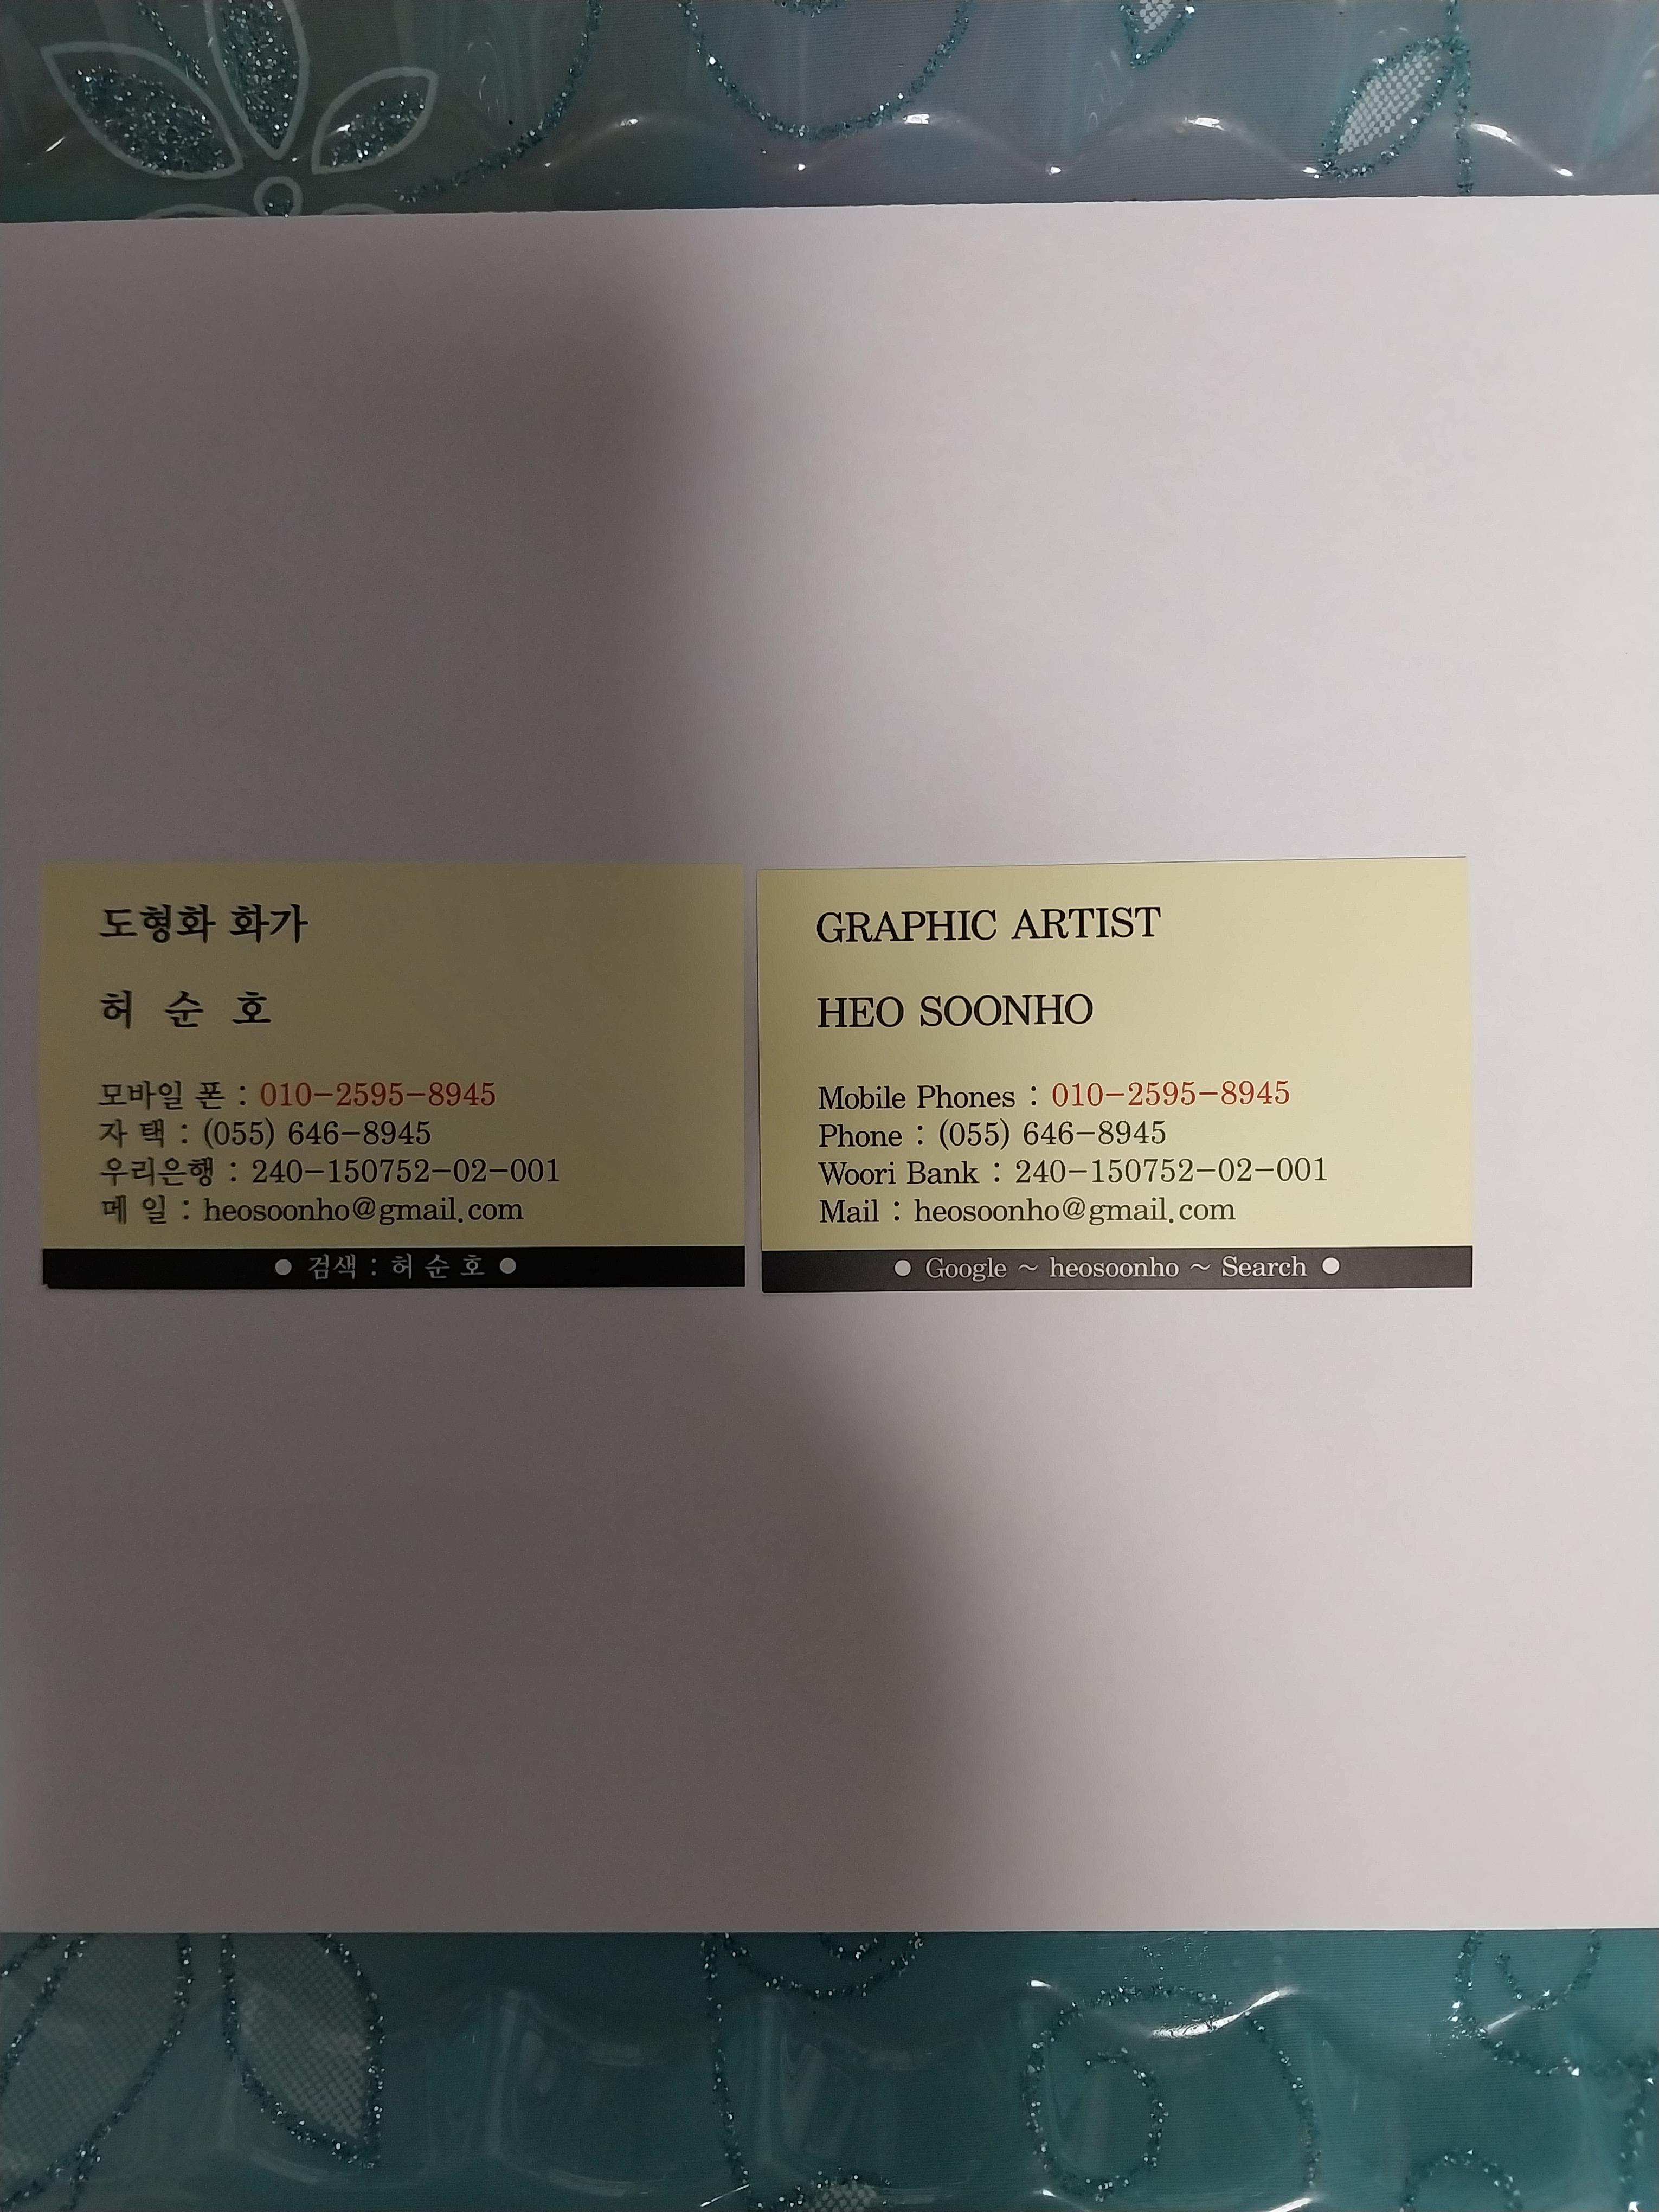 도형화 화가
허 순 호
모바일 폰 : 010-2595-8945
자 택 : (055) 646-8945
우리은행 : 240-150752-02-001
메 일 : heosoonho@gmail.com
● 검색 : 허 순 호 ●
GRAPHIC ARTIST
HEO SOONHO
Mobile Phones : 010-2595-8945
Phone : (055) 646-8945
Woori Bank : 240-150752-02-001
Mail : heosoonho@gmail.com
● Google ~ heosoonho ~ Search ●